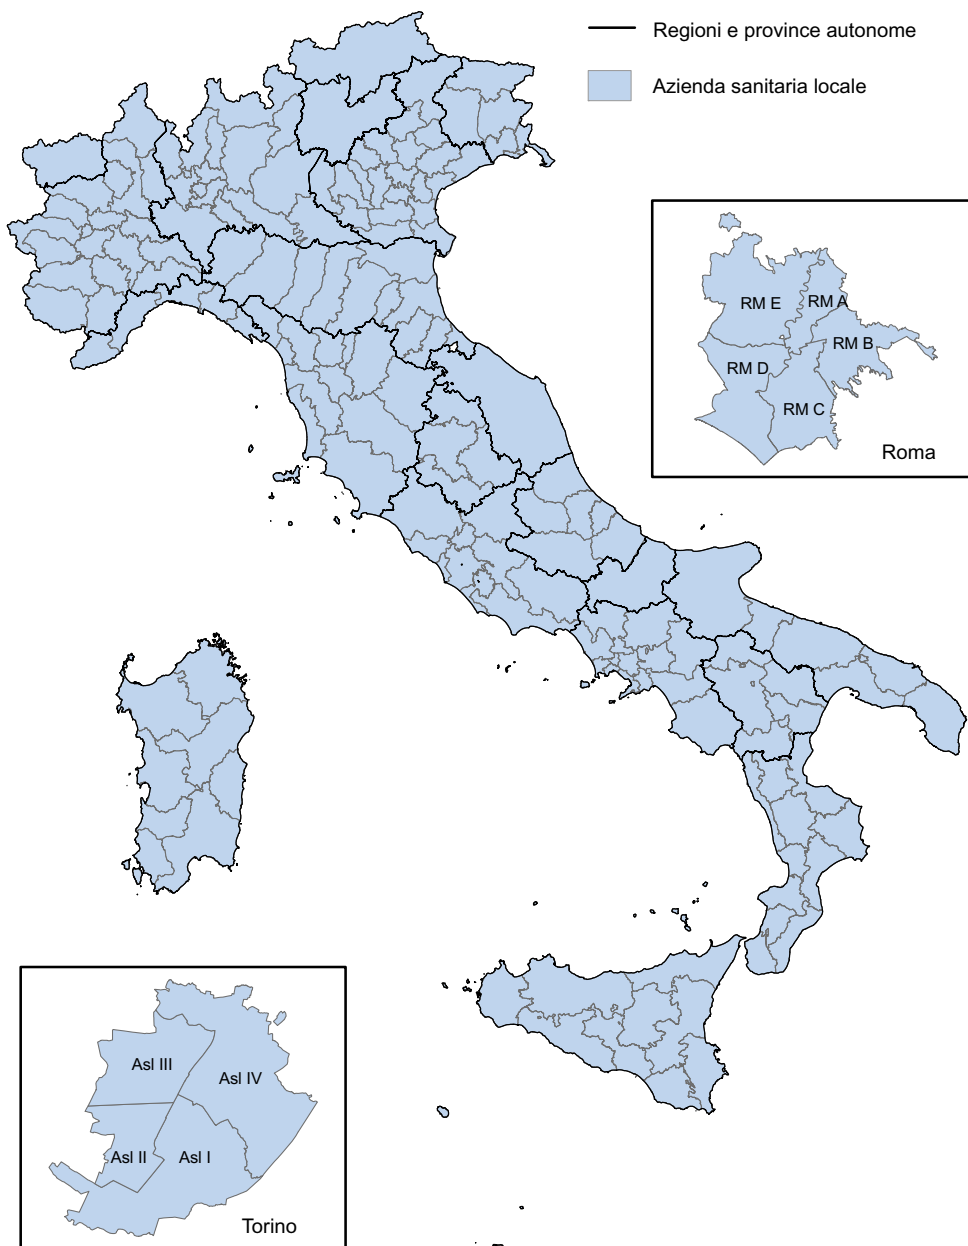 Regioni e province autonome
Azienda sanitaria locale
RM E
RM A
RM B
RM D
RM C
Roma
Asl III
Asl IV
Asl II
Asl I
Torino